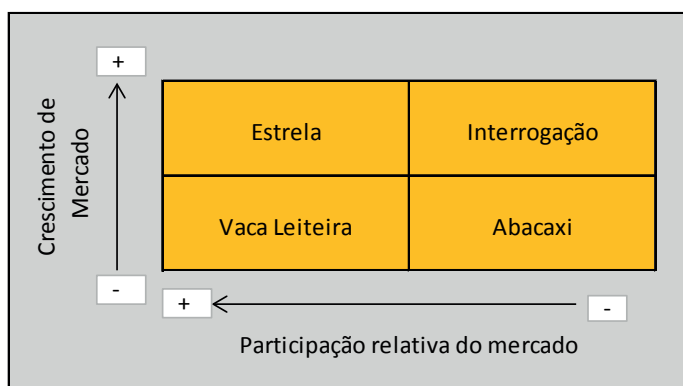 +
Crescimento de
Mercado
Estrela
Interrogação
Vaca Leiteira
Abacaxi
-
+
-
Participação relativa do mercado